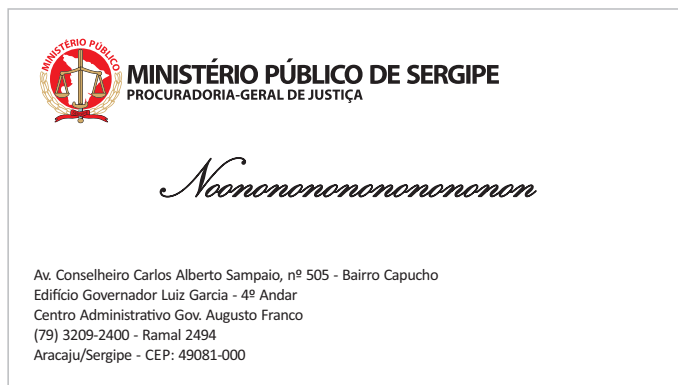 MINISTÉRIO PÚBLICO
MINISTÉRIO PÚBLICO DE SERGIPE
PROCURADORIA-GERAL DE JUSTIÇA
Noonononononononononon
Av. Conselheiro Carlos Alberto Sampaio, nº 505 - Bairro Capucho
Edifício Governador Luiz Garcia - 4º Andar
Centro Administrativo Gov. Augusto Franco
(79) 3209-2400 - Ramal 2494
Aracaju/Sergipe - CEP: 49081-000